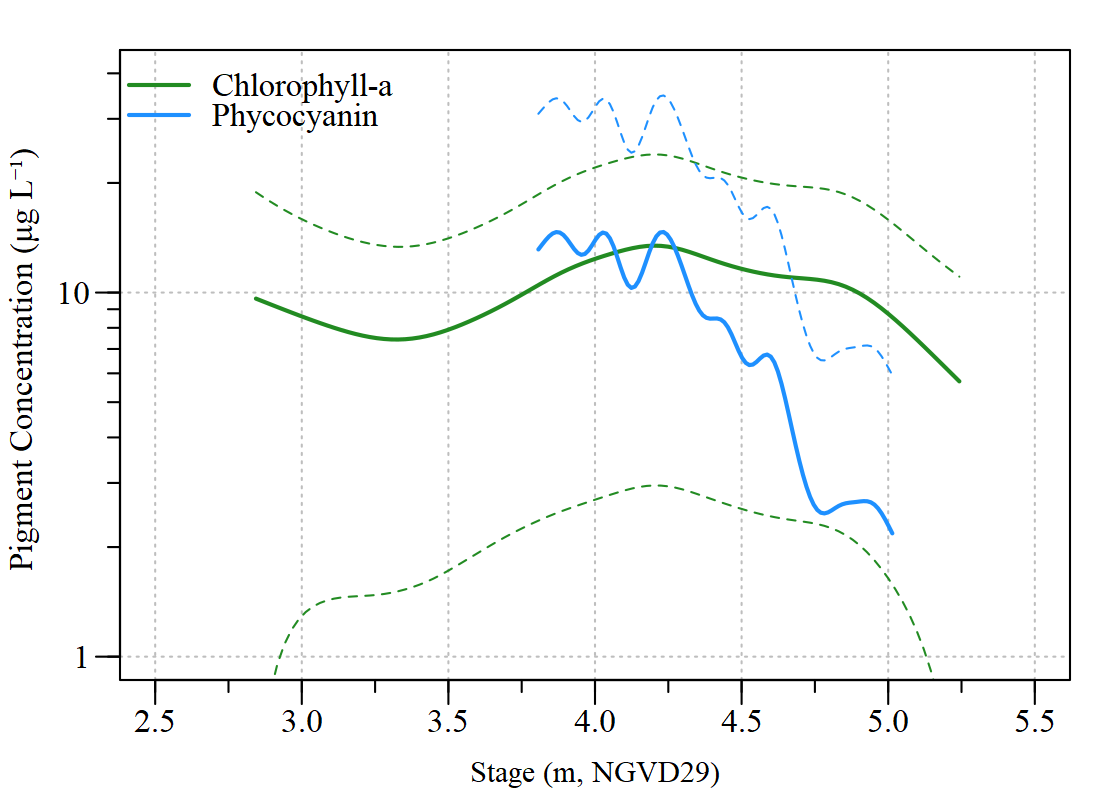 Chlorophyll-a
Phycocyanin
Pigment Concentration (μg L⁻¹)
10
1
2.5 3.0 3.5 4.0 4.5 5.0 5.5
Stage (m, NGVD29)